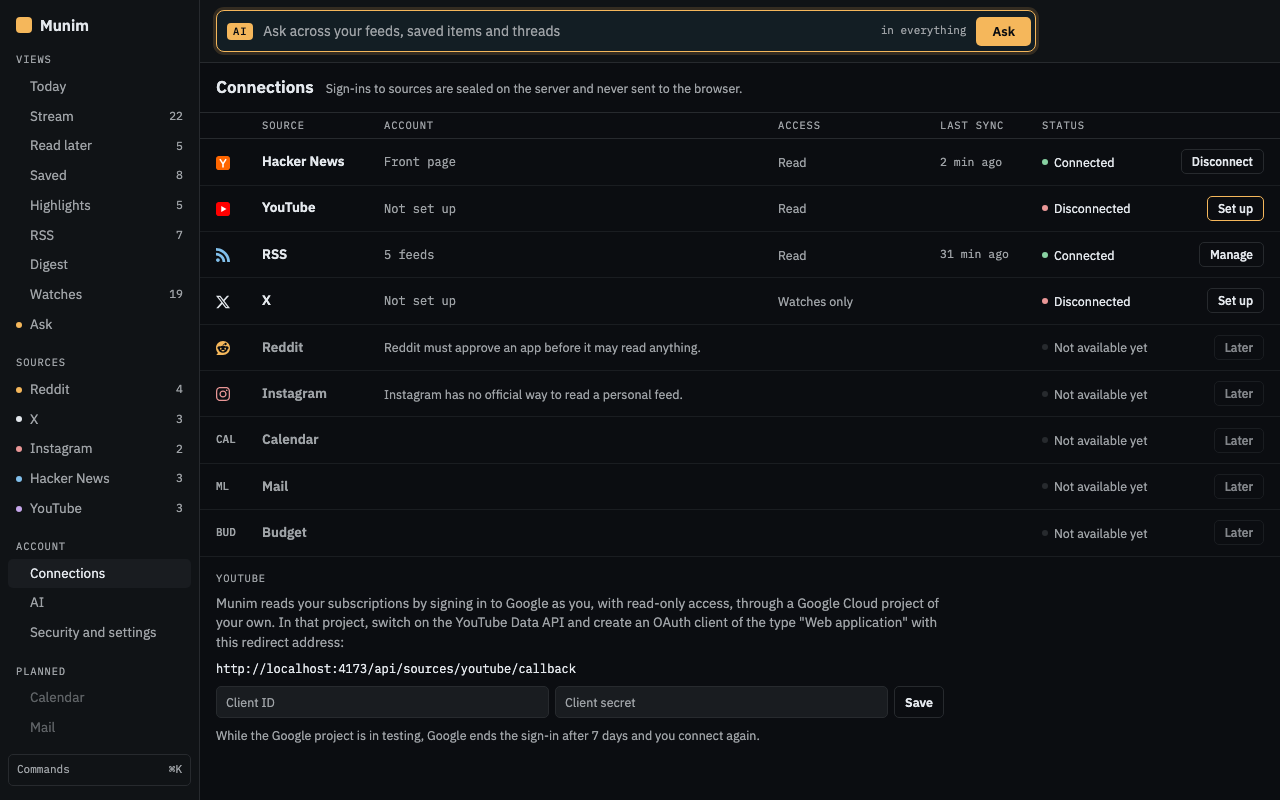 Munim
VIEWS
Today
Stream 22
Read later 5
Saved 8
Highlights 5
RSS 7
Digest
Watches 19
Ask
SOURCES
Reddit 4
X 3
Instagram 2
Hacker News 3
YouTube 3
ACCOUNT
Connections
AI
Security and settings
PLANNED
Calendar
Mail
Commands ⌘K
AI Ask across your feeds, saved items and threads in everything Ask
Connections Sign-ins to sources are sealed on the server and never sent to the browser.
SOURCE ACCOUNT ACCESS LAST SYNC STATUS
Y Hacker News Front page Read 2 min ago Connected Disconnect
YouTube Not set up Read Disconnected Set up
RSS 5 feeds Read 31 min ago Connected Manage
X Not set up Watches only Disconnected Set up
Reddit Reddit must approve an app before it may read anything. Not available yet Later
Instagram Instagram has no official way to read a personal feed. Not available yet Later
CAL Calendar Not available yet Later
ML Mail Not available yet Later
BUD Budget Not available yet Later
YOUTUBE
Munim reads your subscriptions by signing in to Google as you, with read-only access, through a Google Cloud project of
your own. In that project, switch on the YouTube Data API and create an OAuth client of the type "Web application" with
this redirect address:
http://localhost:4173/api/sources/youtube/callback
Client ID Client secret Save
While the Google project is in testing, Google ends the sign-in after 7 days and you connect again.